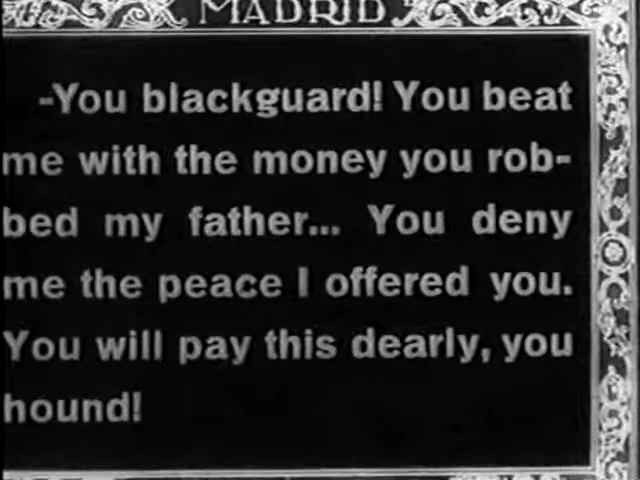 MADRID
-You blackguard! You beat
me with the money you rob-
bed my father... You deny
me the peace I offered you.
You will pay this dearly, you
hound!